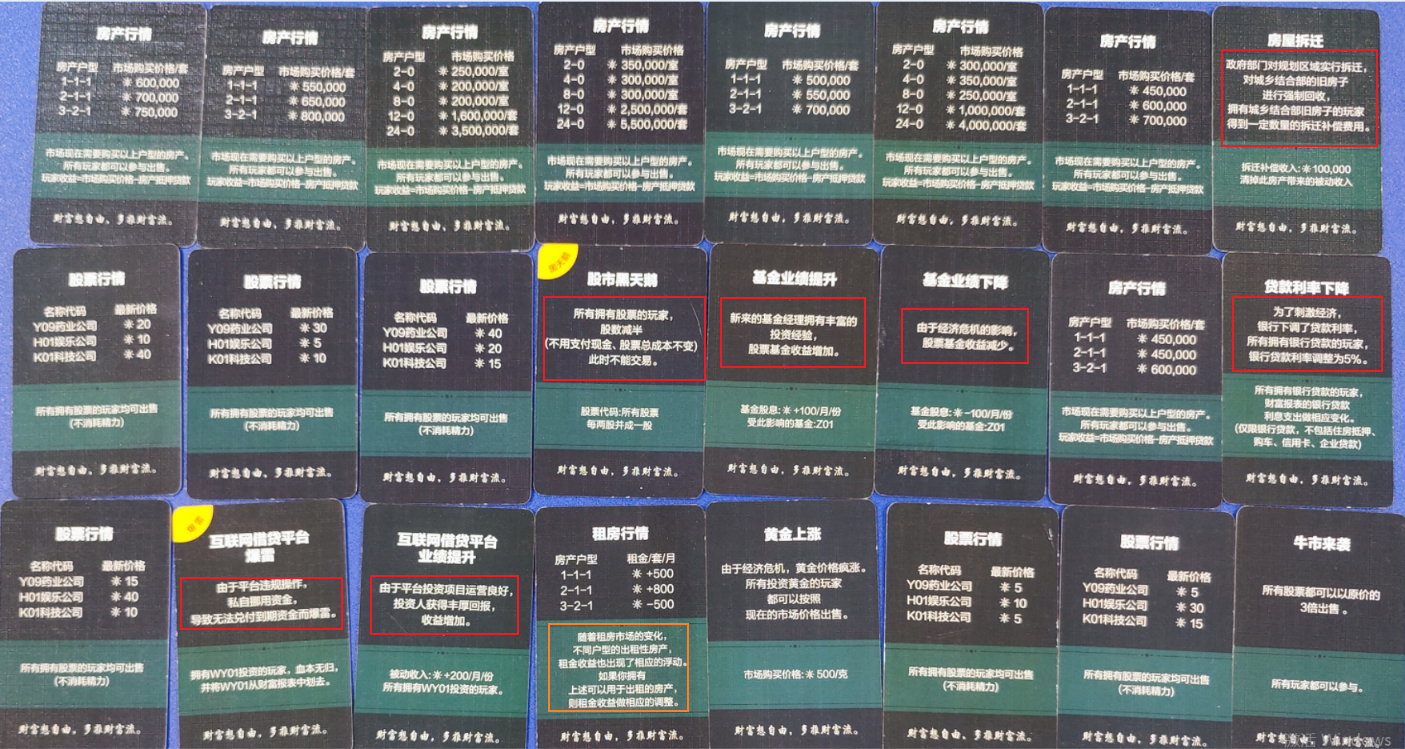 房产行情
房产户型 市场购买价格/套
1-1-1 ✳ 600,000
2-1-1 ✳ 700,000
3-2-1 ✳ 750,000
市场现在需要购买以上户型的房产。
所有玩家都可以参与出售。
玩家收益=市场购买价格-房产抵押贷款
财富想自由，多推财富流。
房产行情
房产户型 市场购买价格/套
1-1-1 ✳ 550,000
2-1-1 ✳ 650,000
3-2-1 ✳ 800,000
市场现在需要购买以上户型的房产。
所有玩家都可以参与出售。
玩家收益=市场购买价格-房产抵押贷款
财富想自由，多推财富流。
房产行情
房产户型 市场购买价格
2-0 ✳ 250,000/室
4-0 ✳ 200,000/室
8-0 ✳ 200,000/室
12-0 ✳ 1,600,000/套
24-0 ✳ 3,500,000/套
市场现在需要购买以上户型的房产。
所有玩家都可以参与出售。
玩家收益=市场购买价格-房产抵押贷款
财富想自由，多推财富流。
房产行情
房产户型 市场购买价格
2-0 ✳ 350,000/室
4-0 ✳ 300,000/室
8-0 ✳ 300,000/室
12-0 ✳ 2,500,000/套
24-0 ✳ 5,500,000/套
市场现在需要购买以上户型的房产。
所有玩家都可以参与出售。
玩家收益=市场购买价格-房产抵押贷款
财富想自由，多推财富流。
房产行情
房产户型 市场购买价格/套
1-1-1 ✳ 500,000
2-1-1 ✳ 550,000
3-2-1 ✳ 700,000
市场现在需要购买以上户型的房产。
所有玩家都可以参与出售。
玩家收益=市场购买价格-房产抵押贷款
财富想自由，多推财富流。
房产行情
房产户型 市场购买价格
2-0 ✳ 300,000/室
4-0 ✳ 350,000/室
8-0 ✳ 250,000/室
12-0 ✳ 1,000,000/套
24-0 ✳ 4,000,000/套
市场现在需要购买以上户型的房产。
所有玩家都可以参与出售。
玩家收益=市场购买价格-房产抵押贷款
财富想自由，多推财富流。
房产行情
房产户型 市场购买价格/套
1-1-1 ✳ 450,000
2-1-1 ✳ 600,000
3-2-1 ✳ 700,000
市场现在需要购买以上户型的房产。
所有玩家都可以参与出售。
玩家收益=市场购买价格-房产抵押贷款
财富想自由，多推财富流。
房屋拆迁
政府部门对规划区域实行拆迁，
对城乡结合部的旧房子
进行强制回收，
拥有城乡结合部旧房子的玩家
得到一定数量的拆迁补偿费用。
拆迁补偿收入：✳100,000
清掉此房产带来的被动收入
财富想自由，多推财富流。
股票行情
名称代码 最新价格
Y09药业公司 ✳ 20
H01娱乐公司 ✳ 10
K01科技公司 ✳ 40
所有拥有股票的玩家均可出售
(不消耗精力)
财富想自由，多推财富流。
股票行情
名称代码 最新价格
Y09药业公司 ✳ 30
H01娱乐公司 ✳ 5
K01科技公司 ✳ 10
所有拥有股票的玩家均可出售
(不消耗精力)
财富想自由，多推财富流。
股票行情
名称代码 最新价格
Y09药业公司 ✳ 40
H01娱乐公司 ✳ 20
K01科技公司 ✳ 15
所有拥有股票的玩家均可出售
(不消耗精力)
财富想自由，多推财富流。
黑天鹅
股市黑天鹅
所有拥有股票的玩家，
股数减半
(不用支付现金、股票总成本不变)
此时不能交易。
股票代码：所有股票
每两股并成一股
财富想自由，多推财富流。
基金业绩提升
新来的基金经理拥有丰富的
投资经验，
股票基金收益增加。
基金股息：✳ +100/月/份
受此影响的基金：Z01
财富想自由，多推财富流。
基金业绩下降
由于经济危机的影响，
股票基金收益减少。
基金股息：✳ -100/月/份
受此影响的基金：Z01
财富想自由，多推财富流。
房产行情
房产户型 市场购买价格/套
1-1-1 ✳ 450,000
2-1-1 ✳ 450,000
3-2-1 ✳ 600,000
市场现在需要购买以上户型的房产。
所有玩家都可以参与出售。
玩家收益=市场购买价格-房产抵押贷款
财富想自由，多推财富流。
贷款利率下降
为了刺激经济，
银行下调了贷款利率，
所有拥有银行贷款的玩家，
银行贷款利率调整为5%。
所有拥有银行贷款的玩家，
财富报表的银行贷款
利息支出做相应变化。
(仅限银行贷款，不包括住房抵押、
购车、信用卡、企业贷款)
财富想自由，多推财富流。
股票行情
名称代码 最新价格
Y09药业公司 ✳ 15
H01娱乐公司 ✳ 40
K01科技公司 ✳ 10
所有拥有股票的玩家均可出售
(不消耗精力)
财富想自由，多推财富流。
互联网借贷平台
爆雷
由于平台违规操作，
私自挪用资金，
导致无法兑付到期资金而爆雷。
拥有WY01投资的玩家，血本无归，
并将WY01从财富报表中划去。
财富想自由，多推财富流。
互联网借贷平台
业绩提升
由于平台投资项目运营良好，
投资人获得丰厚回报，
收益增加。
被动收入：✳ +200/月/份
所有拥有WY01投资的玩家。
财富想自由，多推财富流。
租房行情
房产户型 租金/套/月
1-1-1 ✳ +500
2-1-1 ✳ +800
3-2-1 ✳ -500
随着租房市场的变化，
不同户型的出租性房产，
租金收益也出现了相应的浮动。
如果你拥有
上述可以用于出租的房产，
则租金收益做相应的调整。
财富想自由，多推财富流。
黄金上涨
由于经济危机，黄金价格疯涨。
所有投资黄金的玩家
都可以按照
现在的市场价格出售。
市场购买价格：✳ 500/克
财富想自由，多推财富流。
股票行情
名称代码 最新价格
Y09药业公司 ✳ 5
H01娱乐公司 ✳ 10
K01科技公司 ✳ 5
所有拥有股票的玩家均可出售
(不消耗精力)
财富想自由，多推财富流。
股票行情
名称代码 最新价格
Y09药业公司 ✳ 5
H01娱乐公司 ✳ 30
K01科技公司 ✳ 15
所有拥有股票的玩家均可出售
(不消耗精力)
财富想自由，多推财富流。
牛市来袭
所有股票都可以以原价的
3倍出售 。
所有玩家都可以参与。
财富想自由，多推财富流。
Windows